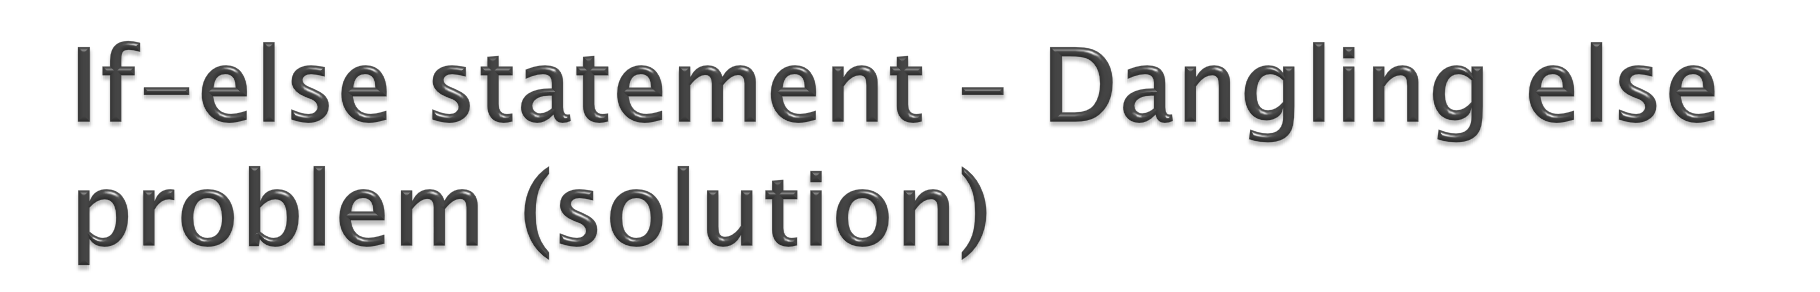 If-else statement - Dangling else
problem (solution)